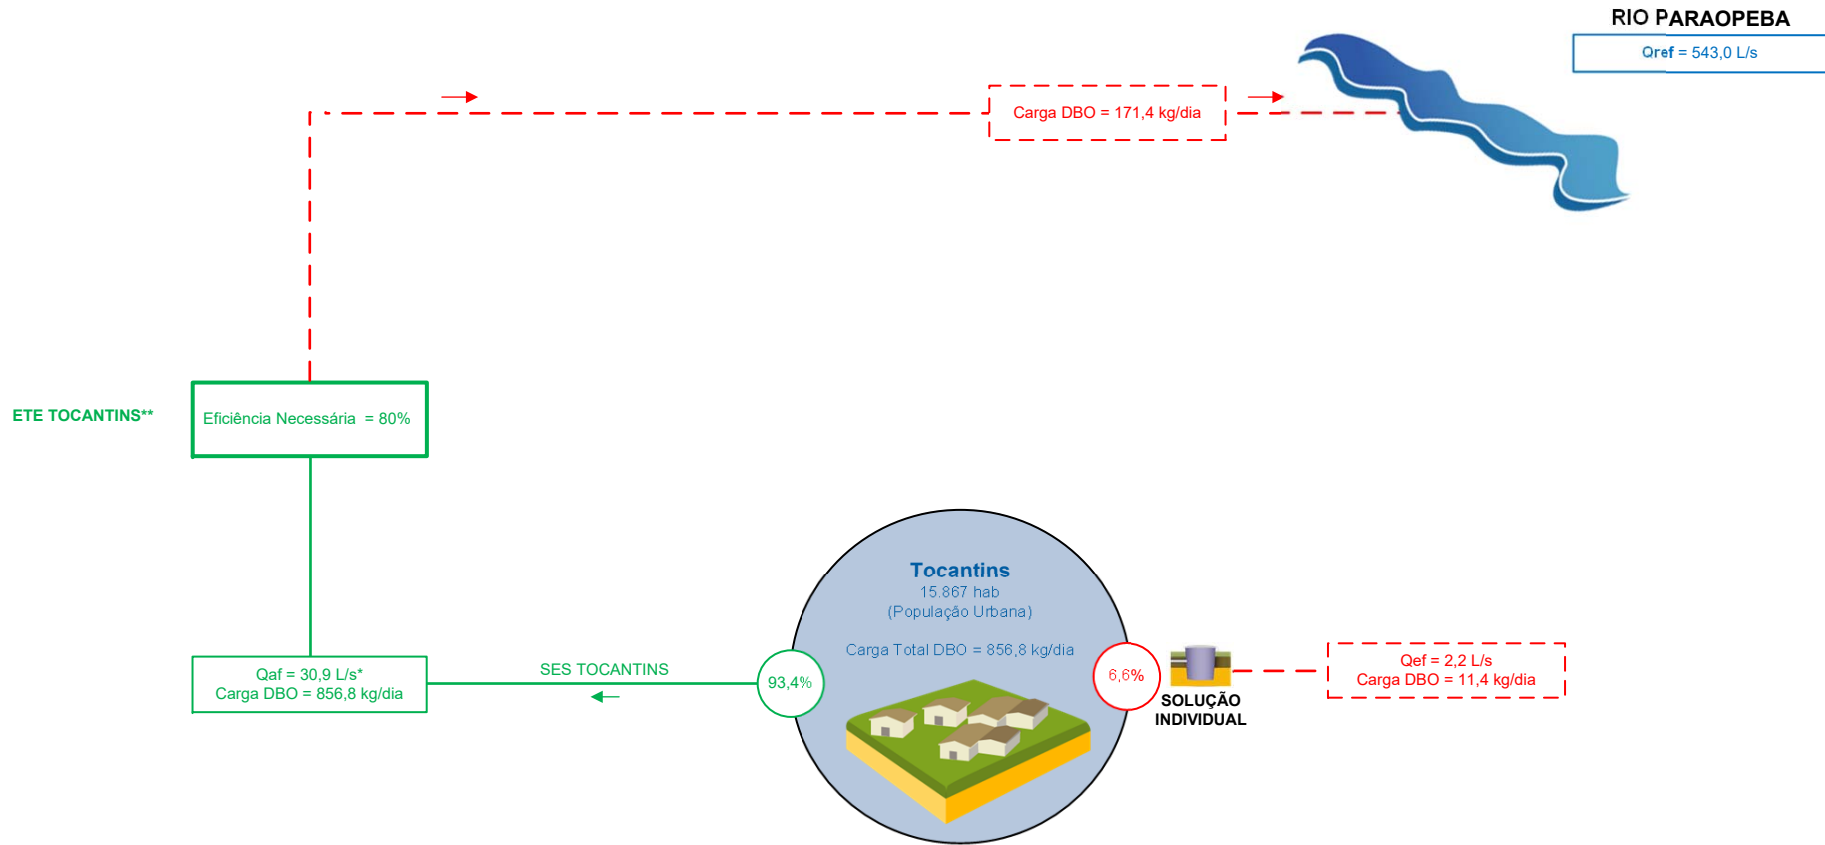 RIO PARAOPEBA
Qref = 543,0 L/s
Carga DBO = 171,4 kg/dia
ETE TOCANTINS**
Eficiência Necessária = 80%
Tocantins
15.867 hab
(População Urbana)
Carga Total DBO = 856,8 kg/dia
Qaf = 30,9 L/s*
Carga DBO = 856,8 kg/dia
SES TOCANTINS
93,4%
6,6%
SOLUÇÃO
INDIVIDUAL
Qef = 2,2 L/s
Carga DBO = 11,4 kg/dia